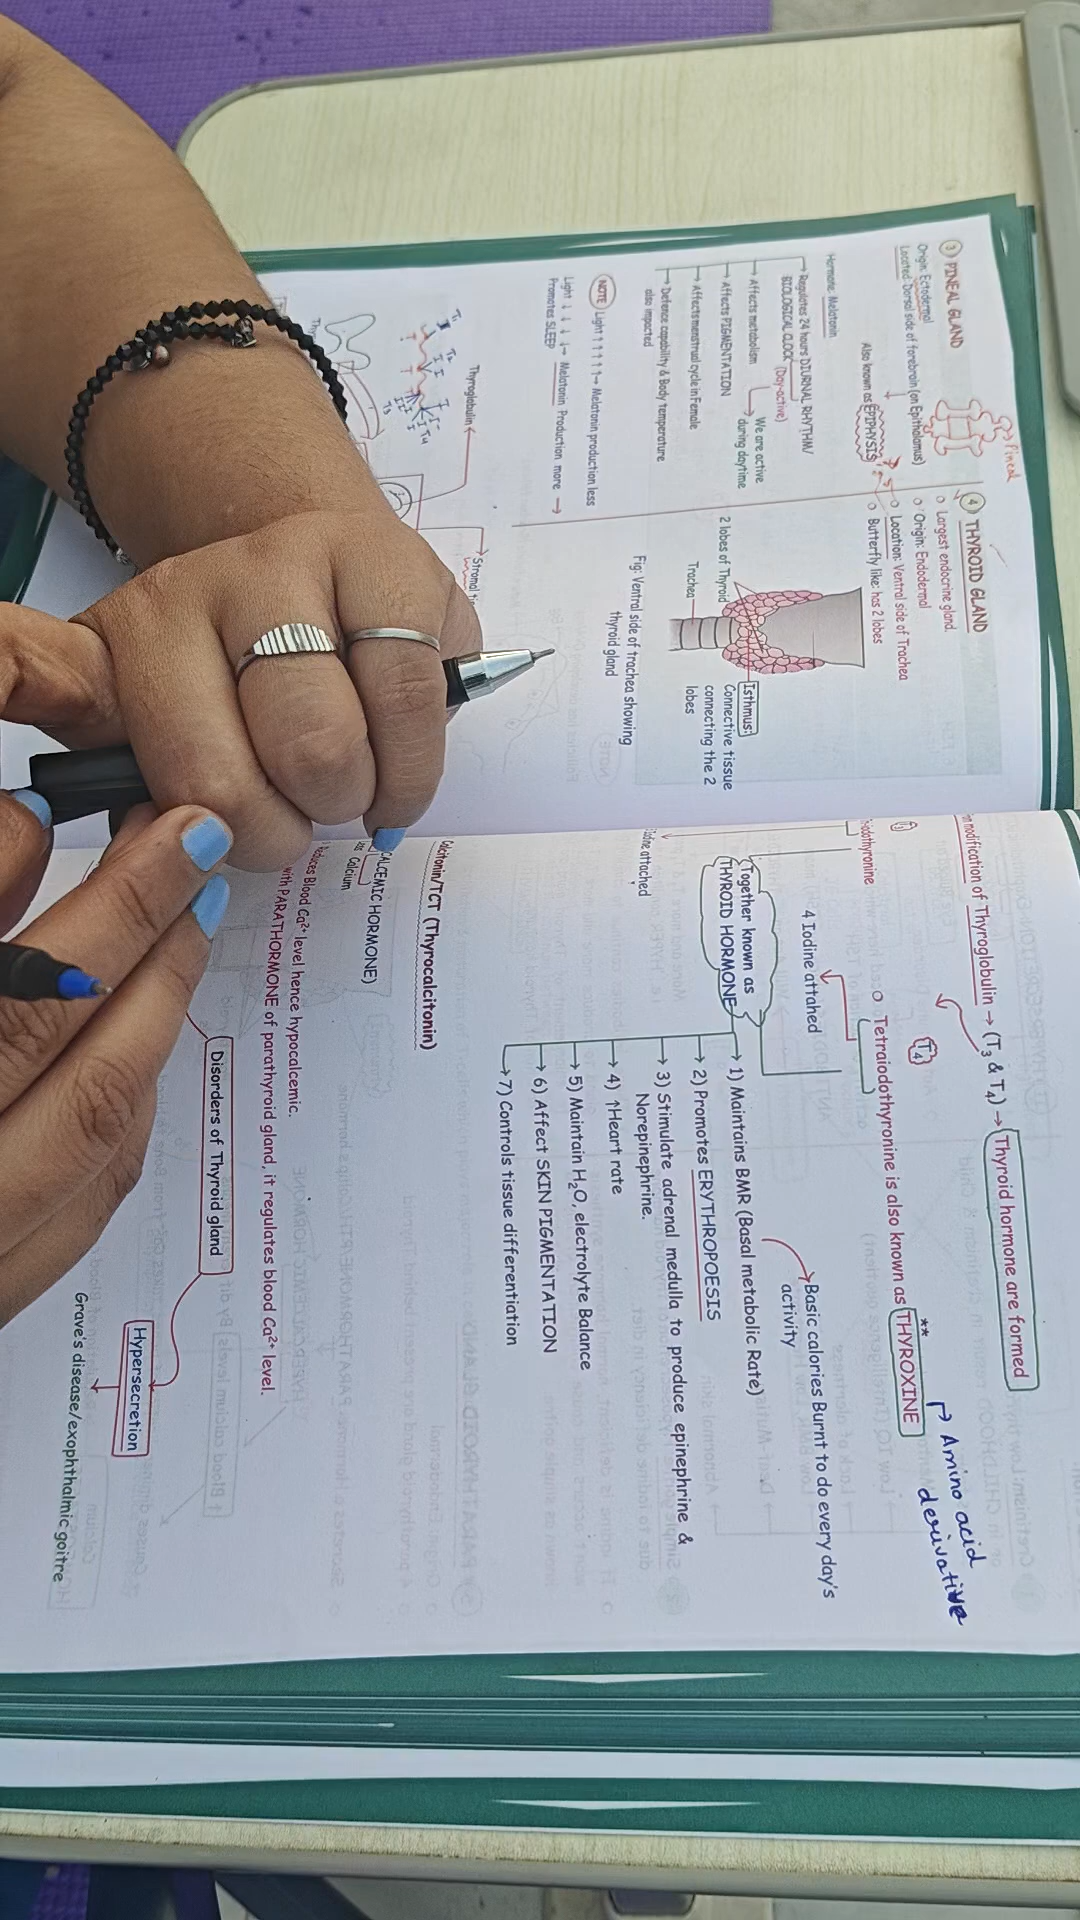 ③ PINEAL GLAND
Origin: Ectodermal
Located: Dorsal side of forebrain (on Epithalamus)
Also known as EPIPHYSIS
Pineal
Hormone: Melatonin
→ Regulates 24 hours DIURNAL RHYTHM/
BIOLOGICAL CLOCK (Day-active)
→ Affects metabolism
We are active
during daytime
→ Affects PIGMENTATION
→ Affects menstrual cycle in Female
→ Defence capability & Body temperature
also impacted
NOTE Light ↑↑↑↑↑→ Melatonin production less
Light ↓ ↓ ↓ ↓→ Melatonin Production more →
Promotes SLEEP
Thyroglobulin
④ THYROID GLAND
○ Largest endocrine gland.
○ Origin: Endodermal
○ Location: Ventral side of Trachea
○ Butterfly like: has 2 lobes
2 lobes of Thyroid
Trachea
Isthmus:
Connective tissue
connecting the 2
lobes
Fig: Ventral side of trachea showing
thyroid gland
Stromal
modification of Thyroglobulin → (T₃ & T₄) → Thyroid hormone are formed
T₃
T₄
○ Tetraiodothyronine is also known as THYROXINE
**
Amino acid
derivative
4 Iodine attahed
attached
Together known as
THYROID HORMONE
→ 1) Maintains BMR (Basal metabolic Rate)
Basic calories Burnt to do every day's
activity
→ 2) Promotes ERYTHROPOESIS
→ 3) Stimulate adrenal medulla to produce epinephrine &
Norepinephrine.
→ 4) ↑Heart rate
→ 5) Maintain H₂O, electrolyte Balance
→ 6) Affect SKIN PIGMENTATION
→ 7) Controls tissue differentiation
Calcitonin/TCT (Thyrocalcitonin)
CALCEMIC HORMONE)
Calcium
Reduces Blood Ca²⁺ level hence hypocalcemic.
with PARATHORMONE of parathyroid gland, it regulates blood Ca²⁺ level.
Disorders of Thyroid gland
Hypersecretion
Grave's disease/exophthalmic goitre